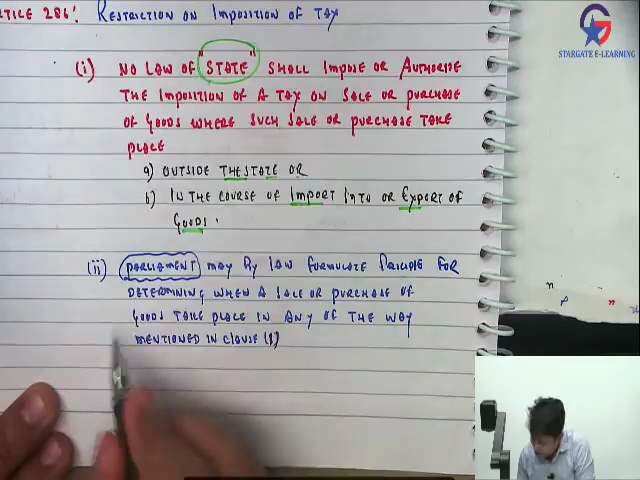 TICLE 286: RESTRICTION ON IMPOSITION OF TAX
STARGATE E-LEARNING
(i) NO LAW OF "STATE" SHALL IMPOSE OR AUTHORISE
THE IMPOSITION OF A TAX ON SALE OR PURCHASE
OF GOODS WHERE SUCH SALE OR PURCHASE TAKE
PLACE
a) OUTSIDE THE STATE OR
b) IN THE COURSE OF IMPORT INTO OR EXPORT OF
GOODS.
(ii) PARLIAMENT MAY BY LAW FORMULATE FOR
DETERMINING WHEN A SALE OR PURCHASE OF
GOODS TAKE PLACE IN ANY OF THE WAY
MENTIONED IN CLAUSE (1)